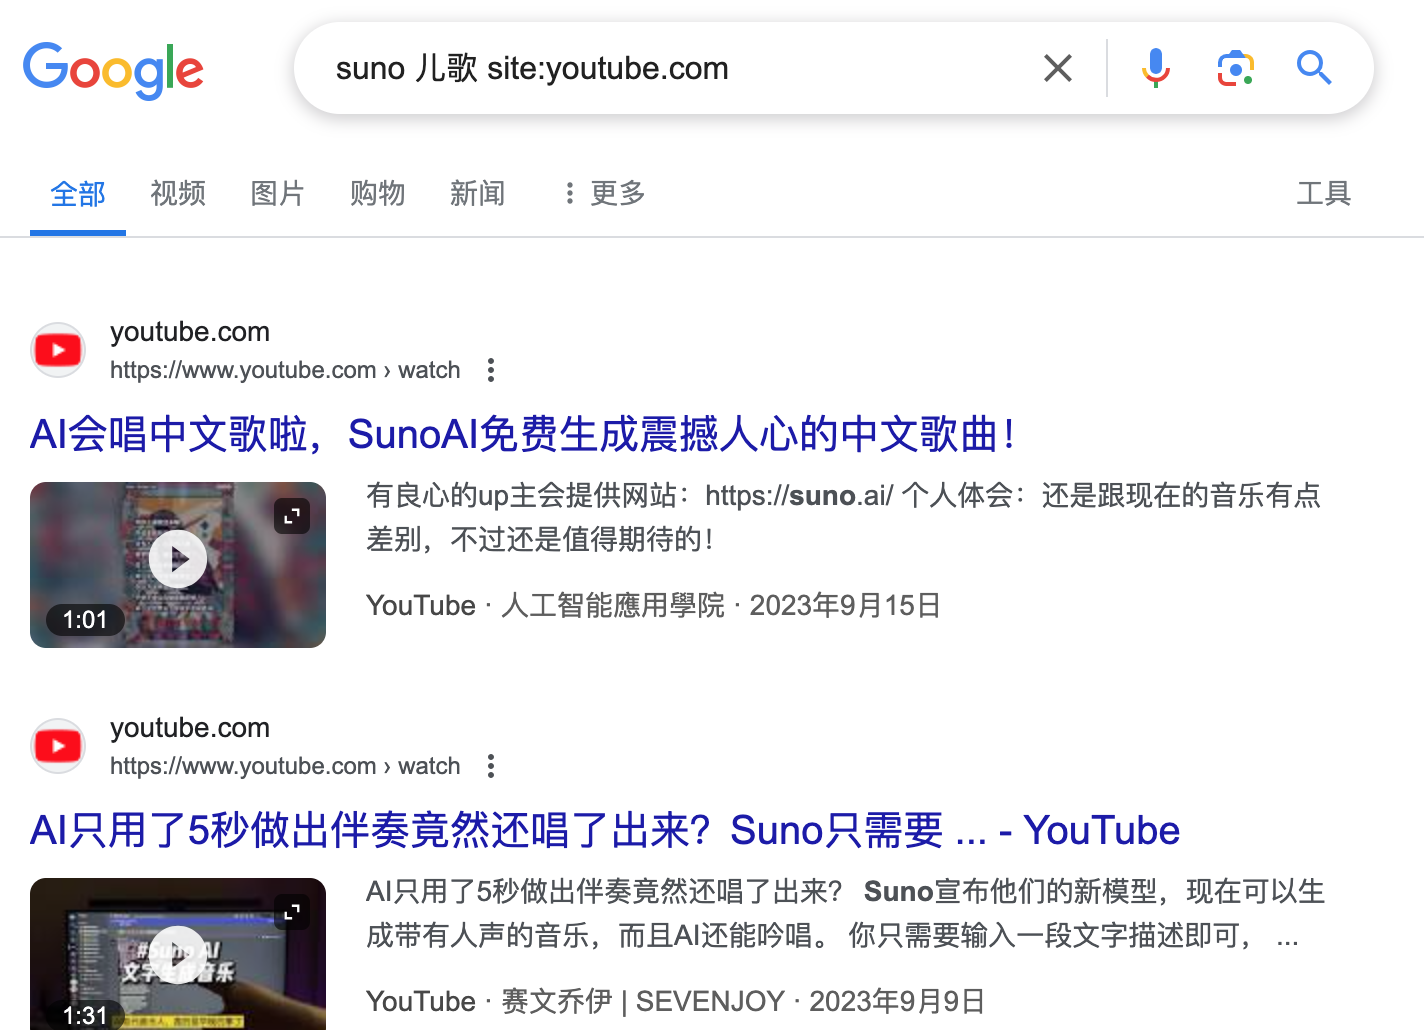 Google
suno 儿歌 site:youtube.com
全部 视频 图片 购物 新闻 更多 工具
youtube.com
https://www.youtube.com › watch
AI会唱中文歌啦，SunoAI免费生成震撼人心的中文歌曲！
有良心的up主会提供网站：https://suno.ai/ 个人体会：还是跟现在的音乐有点
差别，不过还是值得期待的！
1:01
YouTube · 人工智能應用學院 · 2023年9月15日
youtube.com
https://www.youtube.com › watch
AI只用了5秒做出伴奏竟然还唱了出来？Suno只需要 ... - YouTube
AI只用了5秒做出伴奏竟然还唱了出来？ Suno宣布他们的新模型，现在可以生
成带有人声的音乐，而且AI还能吟唱。 你只需要输入一段文字描述即可， ...
#Suno AI
文字生成音乐
1:31
YouTube · 赛文乔伊 | SEVENJOY · 2023年9月9日